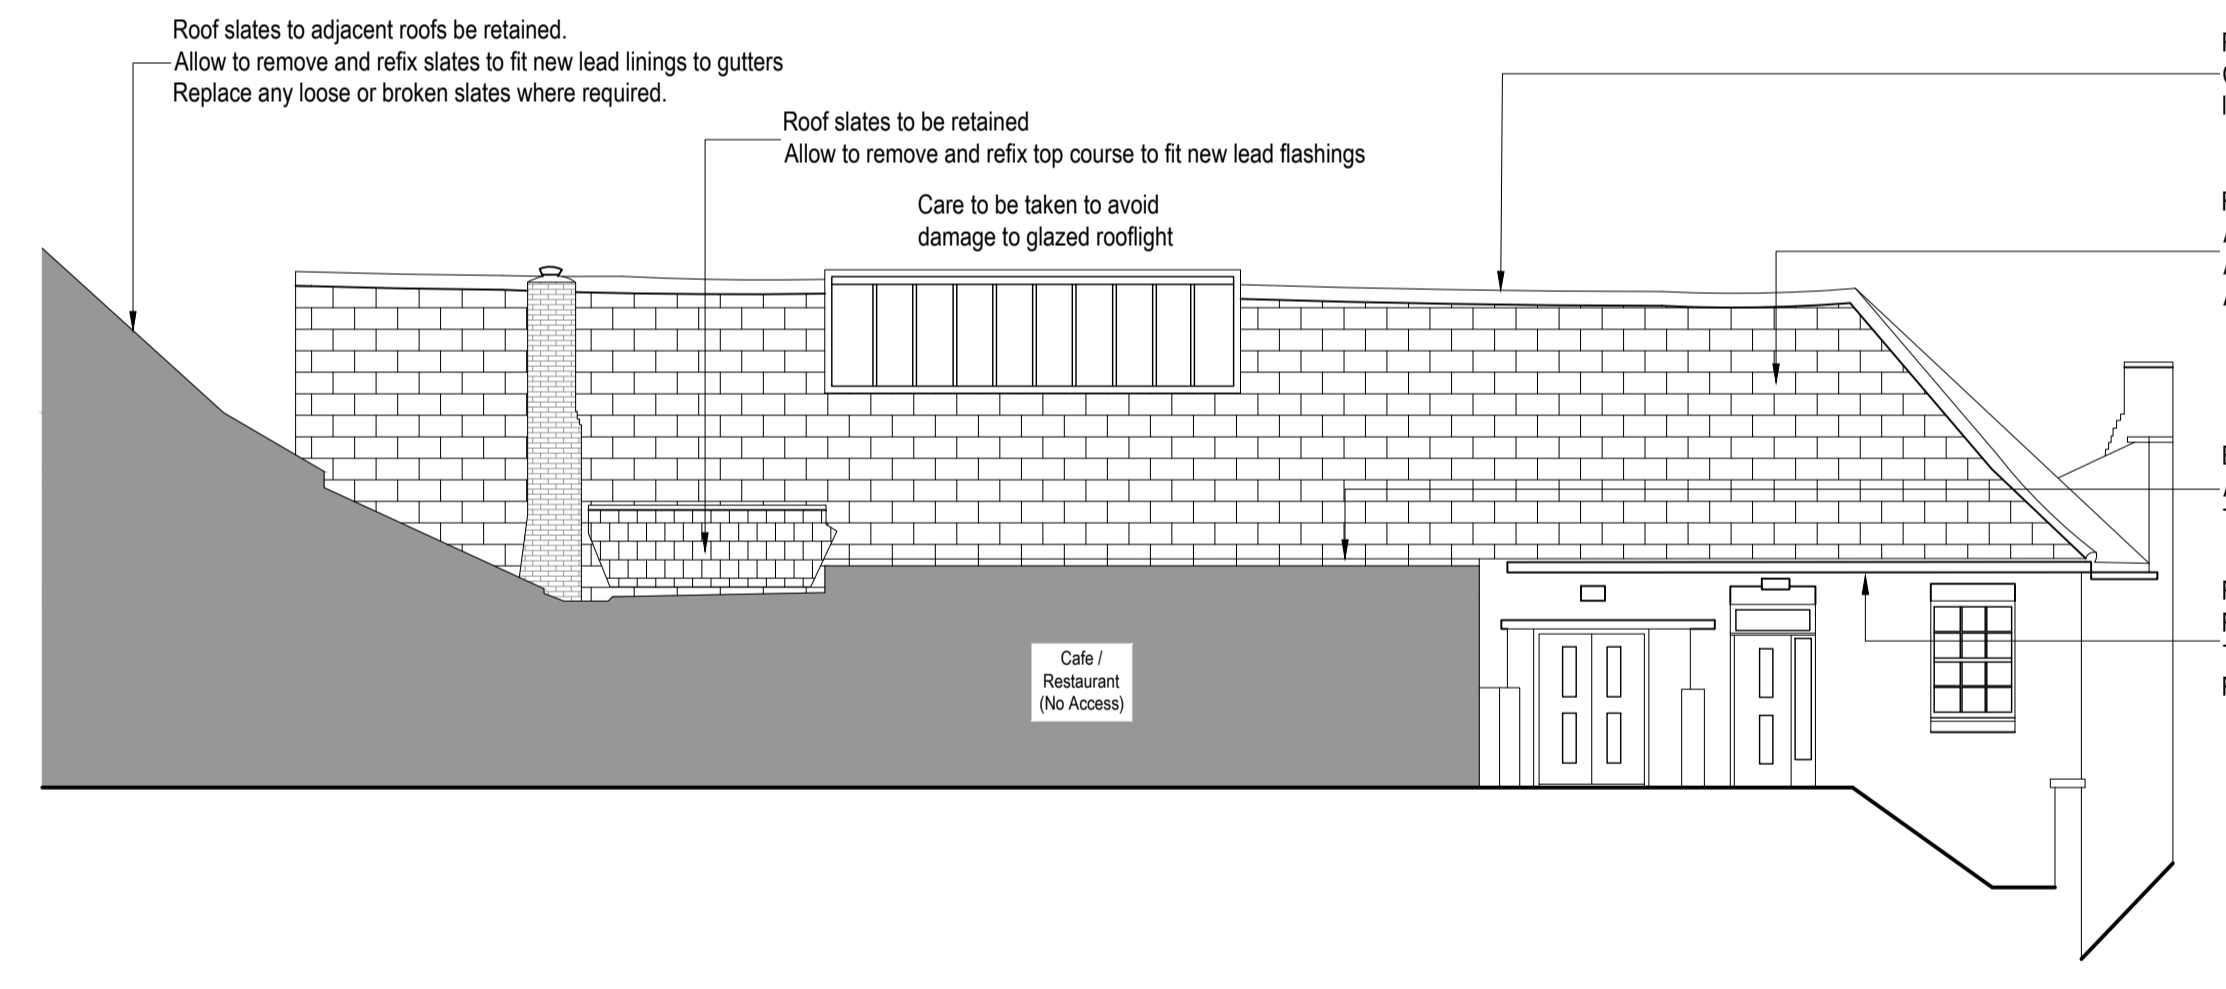 Roof slates to adjacent roofs be retained.
Allow to remove and refix slates to fit new lead linings to gutters
Replace any loose or broken slates where required.
Roof slates to be retained
Allow to remove and refix top course to fit new lead flashings
Care to be taken to avoid
damage to glazed rooflight
Cafe /
Restaurant
(No Access)